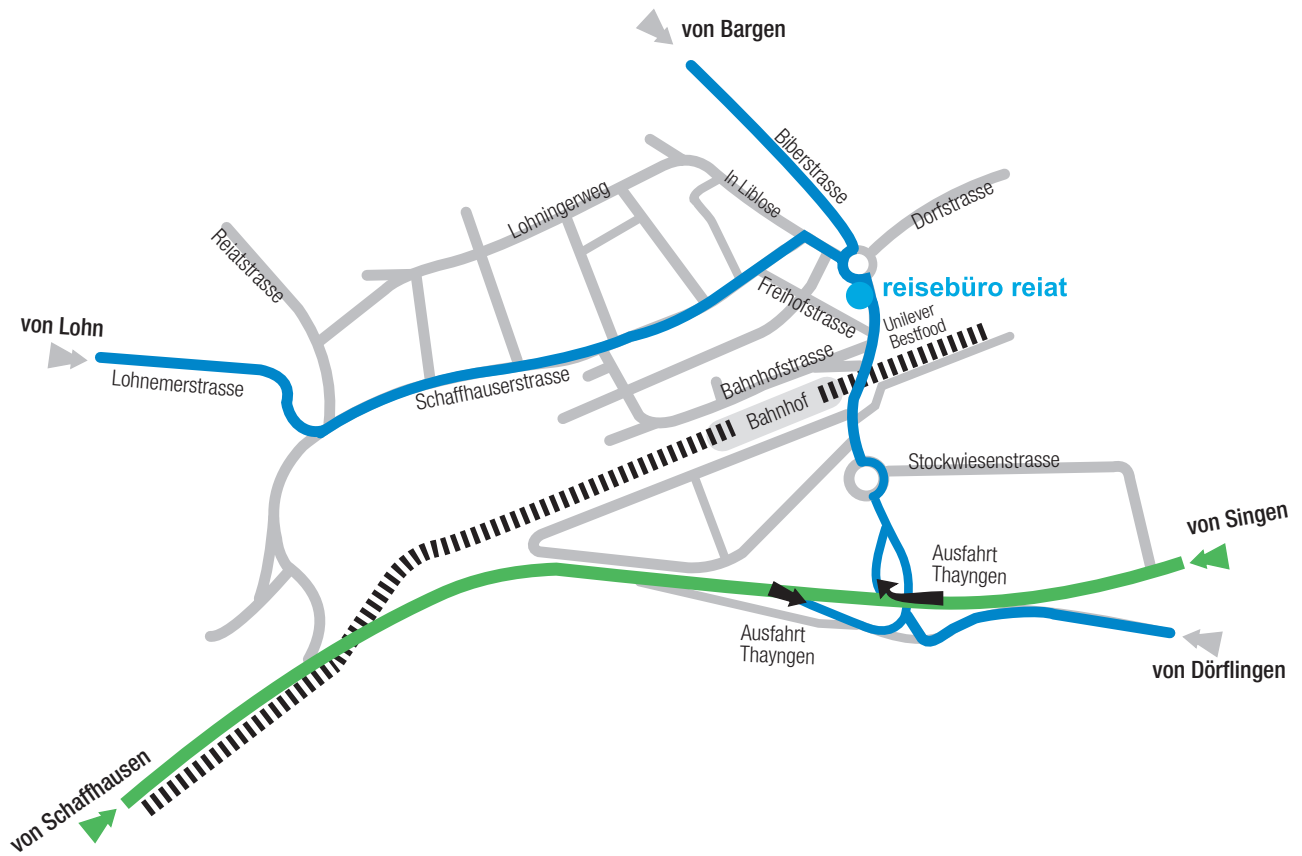 von Bargen
Biberstrasse
In Liblose
Dorfstrasse
Lohningerweg
Reiatstrasse
reisebüro reiat
Freihofstrasse
Unilever
Bestfood
von Lohn
Lohnemerstrasse
Schaffhauserstrasse
Bahnhofstrasse
Bahnhof
Stockwiesenstrasse
von Singen
Ausfahrt
Thayngen
Ausfahrt
Thayngen
von Dörflingen
von Schaffhausen